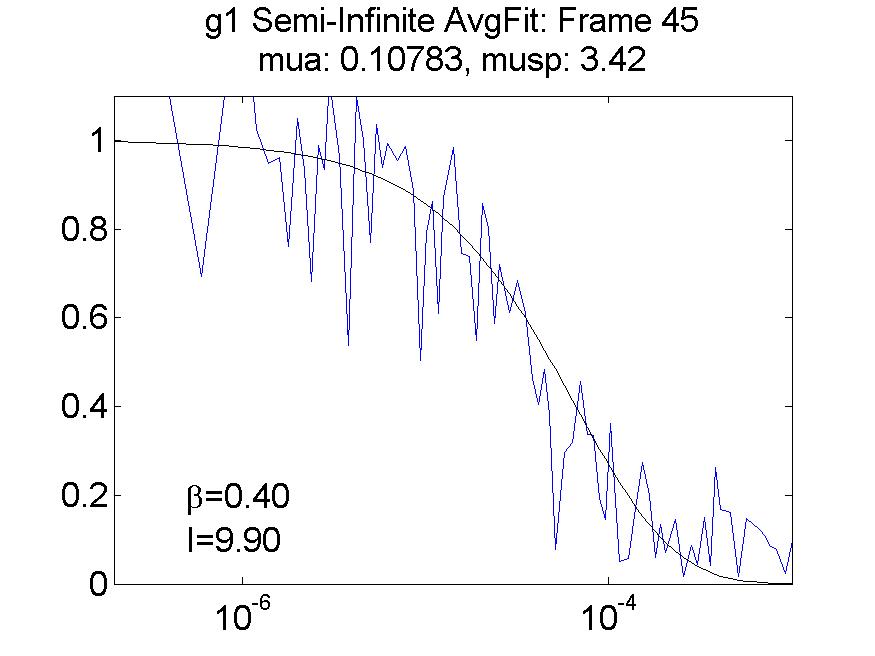 g1 Semi-Infinite AvgFit: Frame 45
mua: 0.10783, musp: 3.42
1
0.8
0.6
0.4
0.2
0
β=0.40
I=9.90
10^-6
10^-4